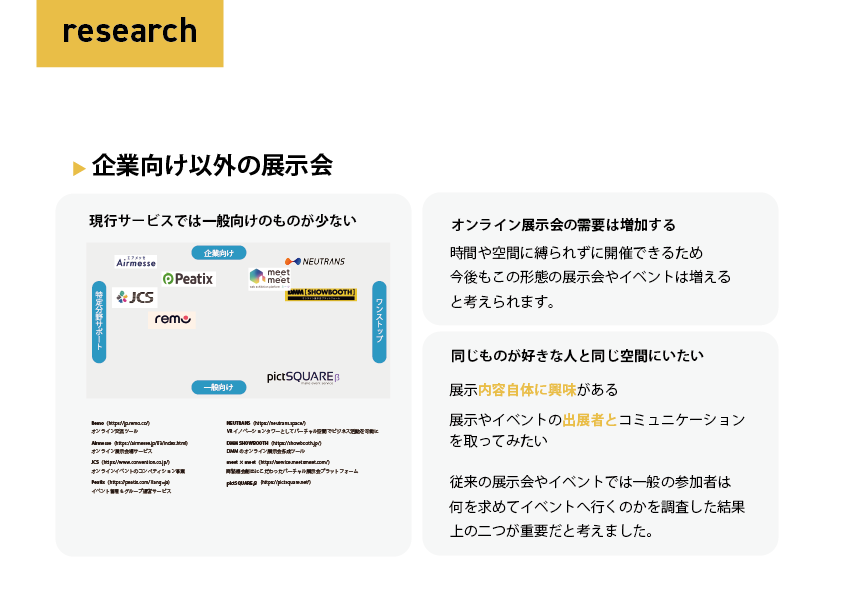 research
企業向け以外の展示会
現行サービスでは一般向けのものが少ない
企業向け
エアメッセ
Airmesse
NEUTRANS
Peatix
meet
meet
JCS
DMM[SHOWBOOTH]
remo
特定分野サポート
ワンストップ
pictSQUAREβ
一般向け
Remo（https://jp.remo.co/）
オンライン交流ツール
Airmesse（https://airmesse.jp/03/index.html）
オンライン展示会場サービス
JCS（https://www.convention.co.jp/）
オンラインイベントのコンベンション事業
Peatix（https://peatix.com/?lang=ja）
イベント管理&グループ運営サービス
NEUTRANS（https://neutrans.space/）
VRイノベーションタワーとしてバーチャル空間でビジネス活動を可能に
DMM SHOWBOOTH（https://showbooth.jp/）
DMMのオンライン展示会作成ツール
meet×meet（https://service.meetsmeet.com/）
バーチャル展示会プラットフォーム
pictSQUAREβ（https://pictsquare.net/）
オンライン展示会の需要は増加する
時間や空間に縛られずに開催できるため
今後もこの形態の展示会やイベントは増える
と考えられます。
同じものが好きな人と同じ空間にいたい
展示内容自体に興味がある
展示やイベントの出展者とコミュニケーション
を取ってみたい
従来の展示会やイベントでは一般の参加者は
何を求めてイベントへ行くのかを調査した結果
上の二つが重要だと考えました。